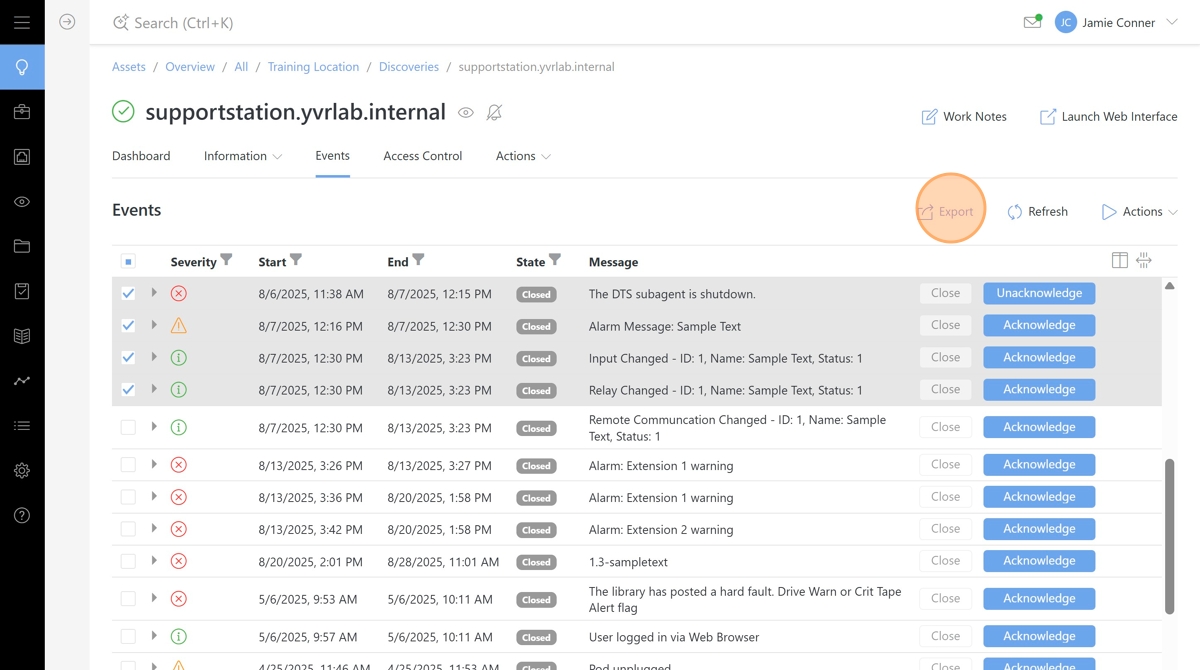 Search (Ctrl+K)
JC
Jamie Conner
Assets / Overview / All / Training Location / Discoveries / supportstation.yvrlab.internal
supportstation.yvrlab.internal
Work Notes
Launch Web Interface
Dashboard
Information
Events
Access Control
Actions
Events
Export
Refresh
Actions
Severity Start End State Message
8/6/2025, 11:38 AM 8/7/2025, 12:15 PM Closed The DTS subagent is shutdown. Close Unacknowledge
8/7/2025, 12:16 PM 8/7/2025, 12:30 PM Closed Alarm Message: Sample Text Close Acknowledge
8/7/2025, 12:30 PM 8/13/2025, 3:23 PM Closed Input Changed - ID: 1, Name: Sample Text, Status: 1 Close Acknowledge
8/7/2025, 12:30 PM 8/13/2025, 3:23 PM Closed Relay Changed - ID: 1, Name: Sample Text, Status: 1 Close Acknowledge
8/7/2025, 12:30 PM 8/13/2025, 3:23 PM Closed Remote Communcation Changed - ID: 1, Name: Sample
Text, Status: 1 Close Acknowledge
8/13/2025, 3:26 PM 8/13/2025, 3:27 PM Closed Alarm: Extension 1 warning Close Acknowledge
8/13/2025, 3:36 PM 8/20/2025, 1:58 PM Closed Alarm: Extension 1 warning Close Acknowledge
8/13/2025, 3:42 PM 8/20/2025, 1:58 PM Closed Alarm: Extension 2 warning Close Acknowledge
8/20/2025, 2:01 PM 8/28/2025, 11:01 AM Closed 1.3-sampletext Close Acknowledge
5/6/2025, 9:53 AM 5/6/2025, 10:11 AM Closed The library has posted a hard fault. Drive Warn or Crit Tape
Alert flag Close Acknowledge
5/6/2025, 9:57 AM 5/6/2025, 10:11 AM Closed User logged in via Web Browser Close Acknowledge
4/25/2025, 11:46 AM 4/25/2025, 11:53 AM Closed Pod unplugged Close Acknowledge